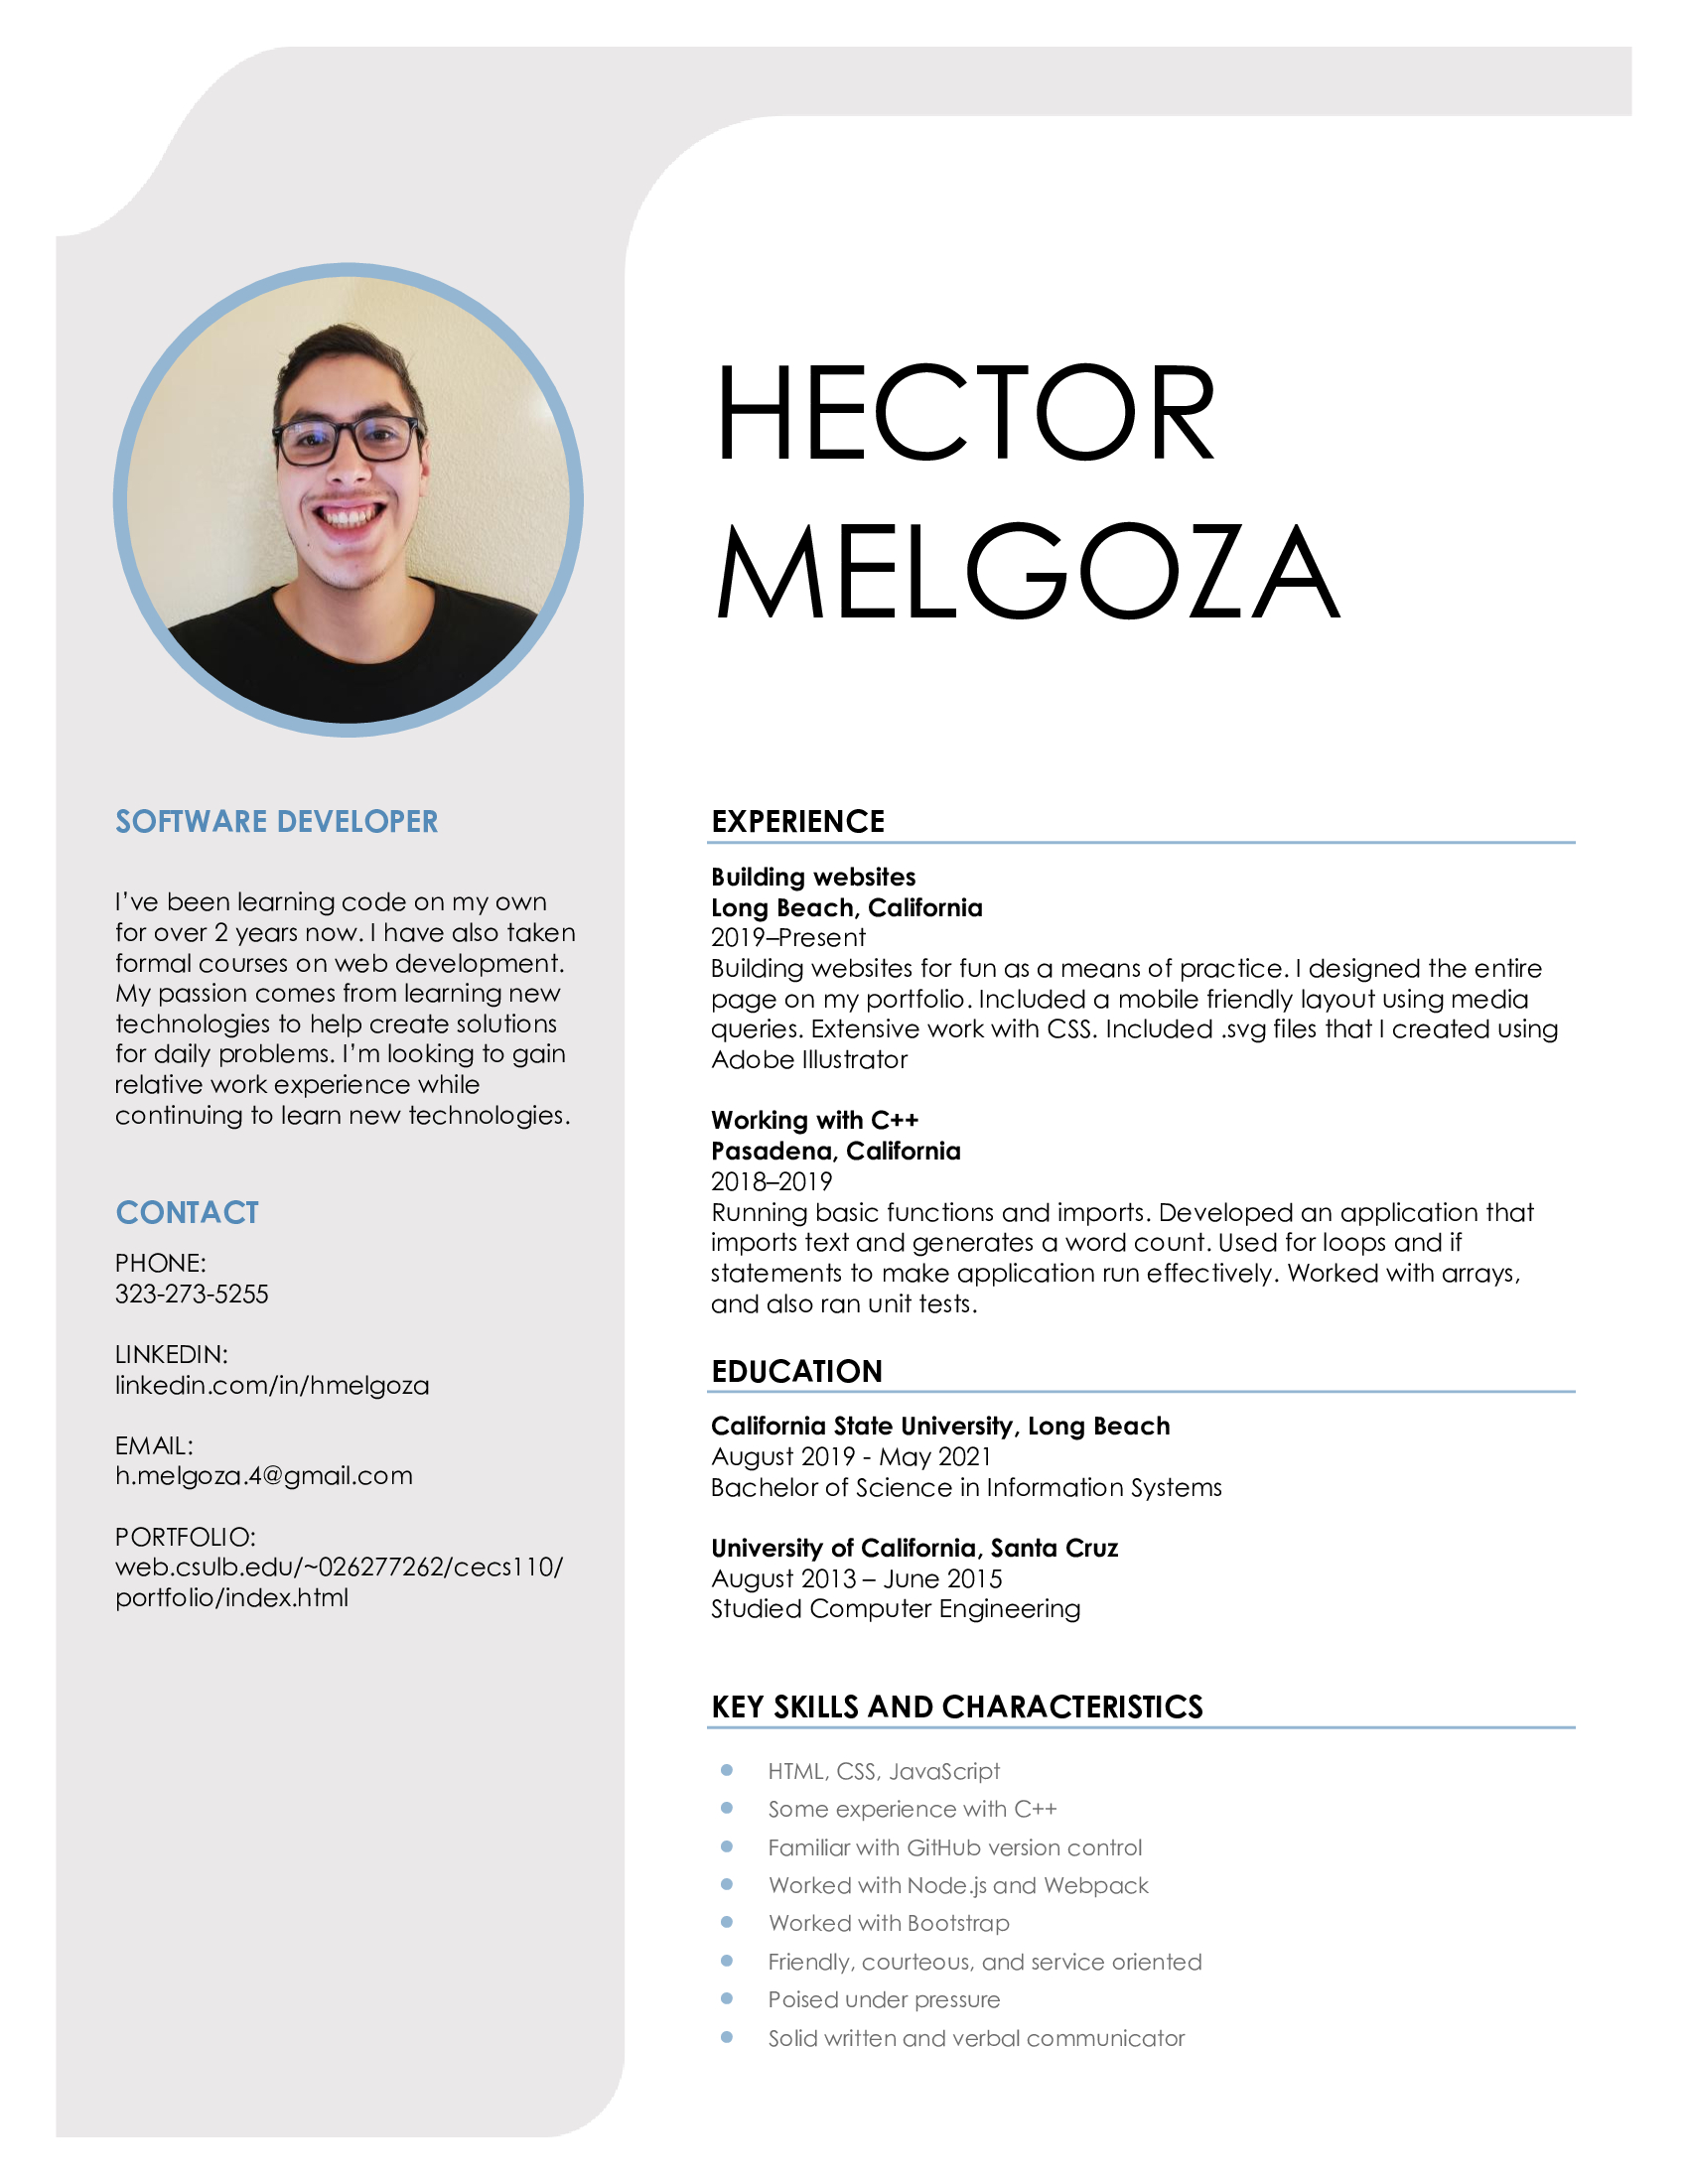 HECTOR
MELGOZA
SOFTWARE DEVELOPER
I’ve been learning code on my own
for over 2 years now. I have also taken
formal courses on web development.
My passion comes from learning new
technologies to help create solutions
for daily problems. I’m looking to gain
relative work experience while
continuing to learn new technologies.
CONTACT
PHONE:
323-273-5255
LINKEDIN:
linkedin.com/in/hmelgoza
EMAIL:
h.melgoza.4@gmail.com
PORTFOLIO:
web.csulb.edu/~026277262/cecs110/
portfolio/index.html
EXPERIENCE
Building websites
Long Beach, California
2019–Present
Building websites for fun as a means of practice. I designed the entire
page on my portfolio. Included a mobile friendly layout using media
queries. Extensive work with CSS. Included .svg files that I created using
Adobe Illustrator
Working with C++
Pasadena, California
2018–2019
Running basic functions and imports. Developed an application that
imports text and generates a word count. Used for loops and if
statements to make application run effectively. Worked with arrays,
and also ran unit tests.
EDUCATION
California State University, Long Beach
August 2019 - May 2021
Bachelor of Science in Information Systems
University of California, Santa Cruz
August 2013 – June 2015
Studied Computer Engineering
KEY SKILLS AND CHARACTERISTICS
● HTML, CSS, JavaScript
● Some experience with C++
● Familiar with GitHub version control
● Worked with Node.js and Webpack
● Worked with Bootstrap
● Friendly, courteous, and service oriented
● Poised under pressure
● Solid written and verbal communicator